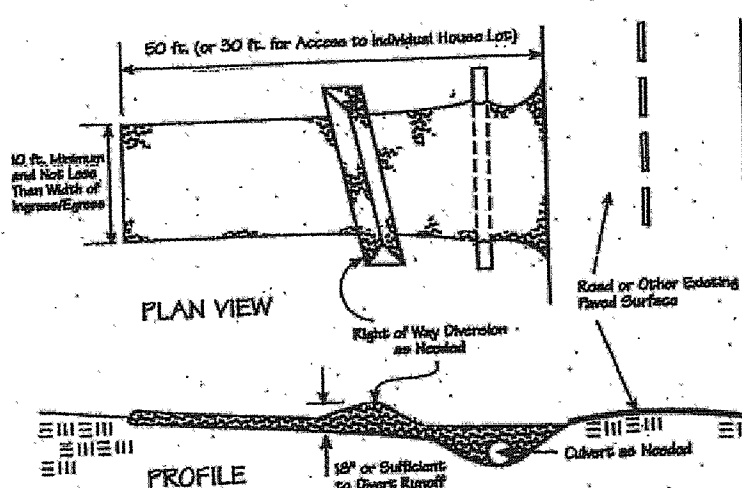 50 ft. (or 30 ft. for Access to Individual House Lot)
10 ft. Minimum
and Not Less
Than Width of
Ingress/Egress
PLAN VIEW
Right of Way Diversion
as Needed
Road or Other Existing
Paved Surface
Culvert as Needed
18" or Sufficient
to Divert Runoff
PROFILE